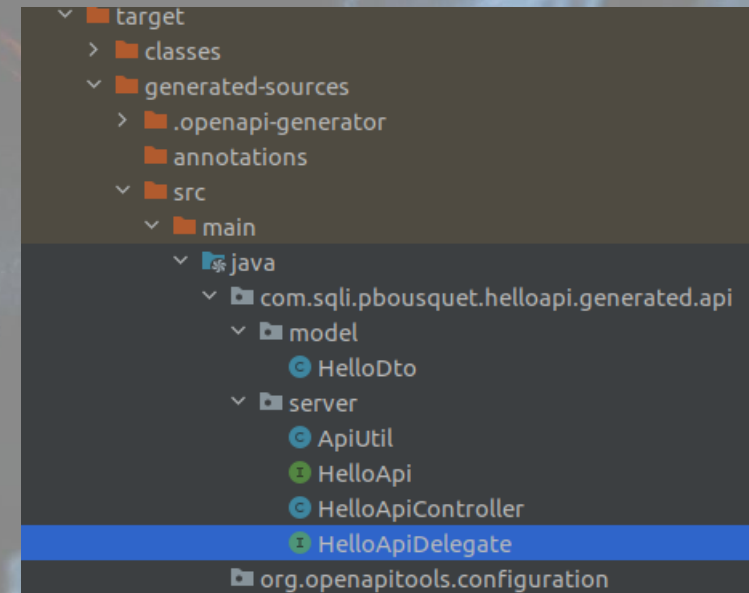 target
classes
generated-sources
.openapi-generator
annotations
src
main
java
com.sqli.pbousquet.helloapi.generated.api
model
C HelloDto
server
C ApiUtil
I HelloApi
C HelloApiController
I HelloApiDelegate
org.openapitools.configuration